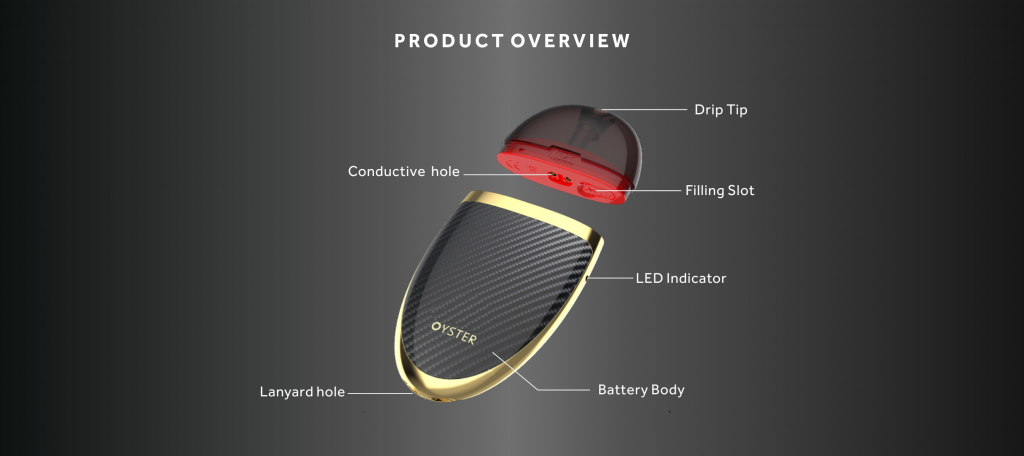 PRODUCT OVERVIEW
Drip Tip
Conductive hole
Filling Slot
LED Indicator
OYSTER
Lanyard hole
Battery Body